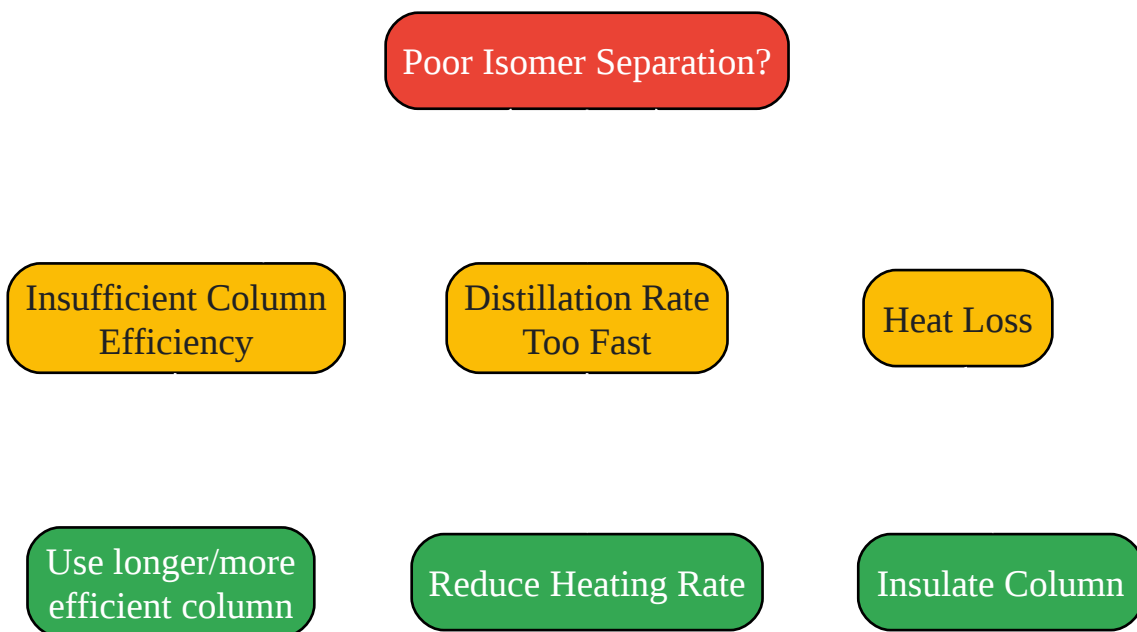 Poor Isomer Separation?
Insufficient Column
Efficiency
Distillation Rate
Too Fast
Heat Loss
Use longer/more
efficient column
Reduce Heating Rate
Insulate Column